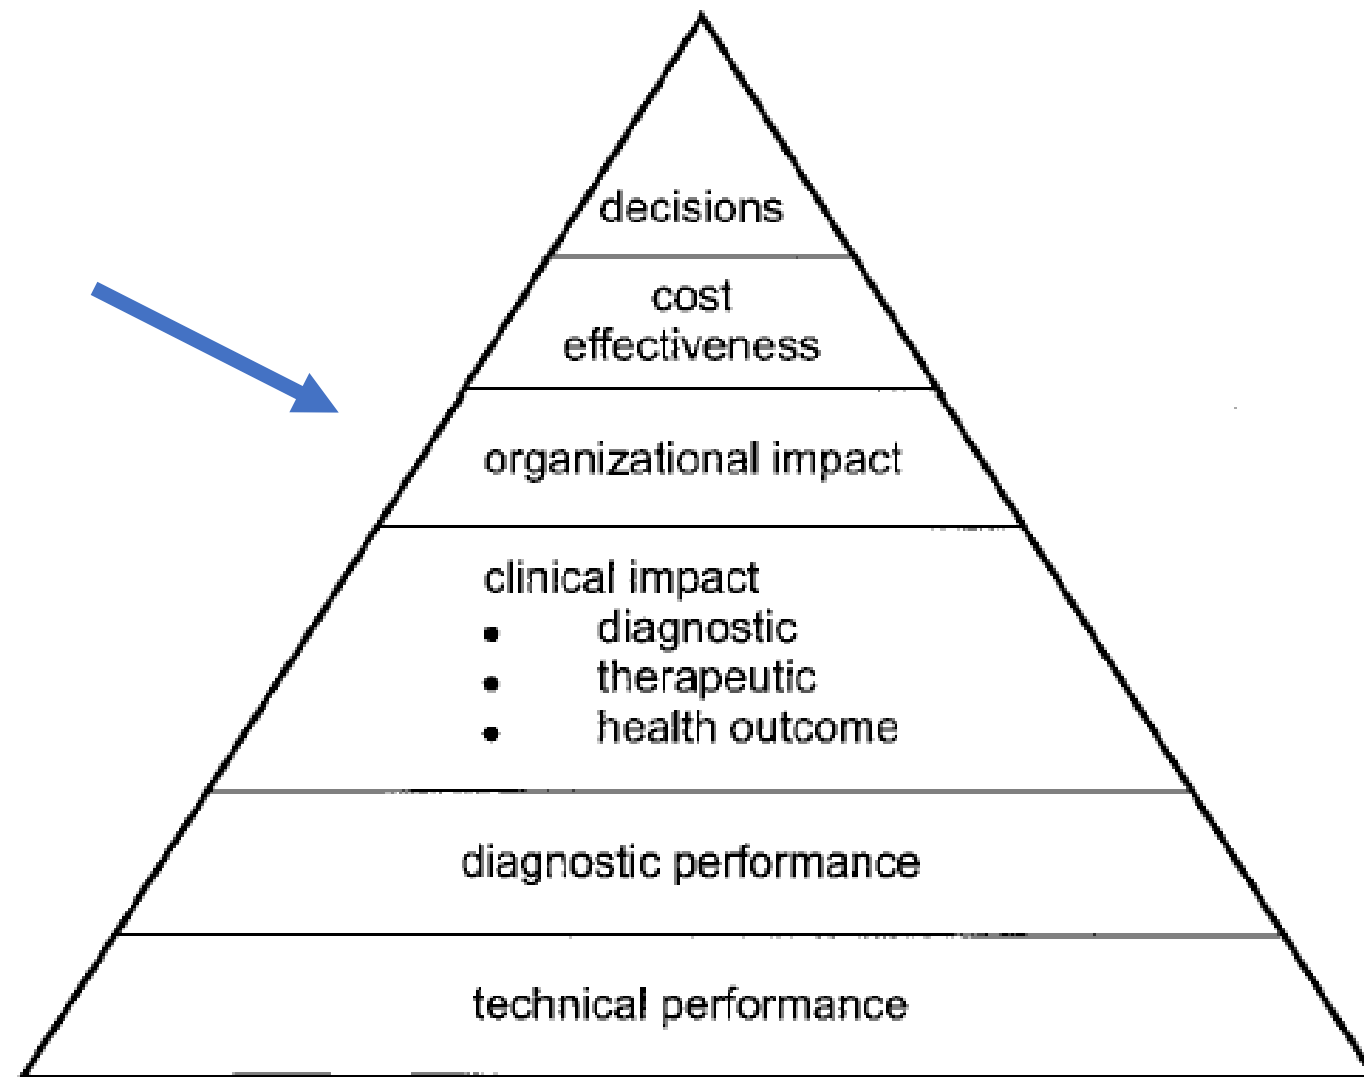 decisions
cost
effectiveness
organizational impact
clinical impact
• diagnostic
• therapeutic
• health outcome
diagnostic performance
technical performance